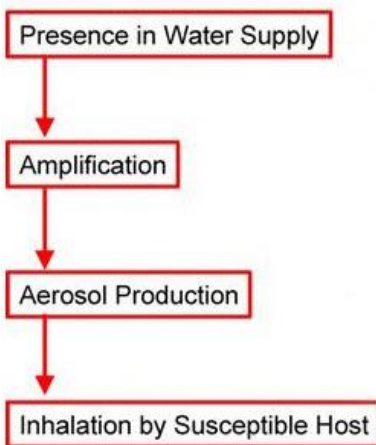 Presence in Water Supply
Amplification
Aerosol Production
Inhalation by Susceptible Host